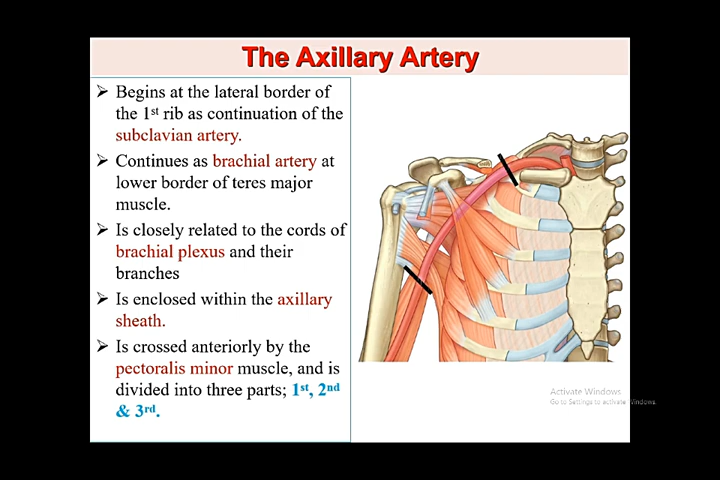 The Axillary Artery
➢ Begins at the lateral border of
the 1st rib as continuation of the
subclavian artery.
➢ Continues as brachial artery at
lower border of teres major
muscle.
➢ Is closely related to the cords of
brachial plexus and their
branches
➢ Is enclosed within the axillary
sheath.
➢ Is crossed anteriorly by the
pectoralis minor muscle, and is
divided into three parts; 1st, 2nd
& 3rd.
Activate Windows
Go to Settings to activate Windows.